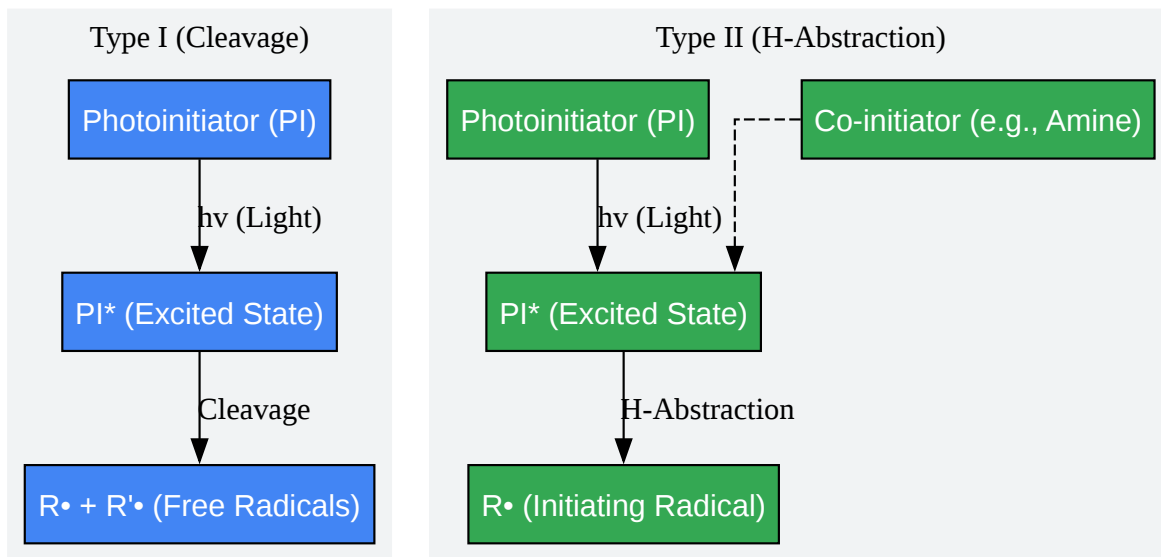 Type I (Cleavage)
Photoinitiator (PI)
hv (Light)
PI* (Excited State)
Cleavage
R• + R'• (Free Radicals)
Type II (H-Abstraction)
Photoinitiator (PI)
Co-initiator (e.g., Amine)
hv (Light)
PI* (Excited State)
H-Abstraction
R• (Initiating Radical)